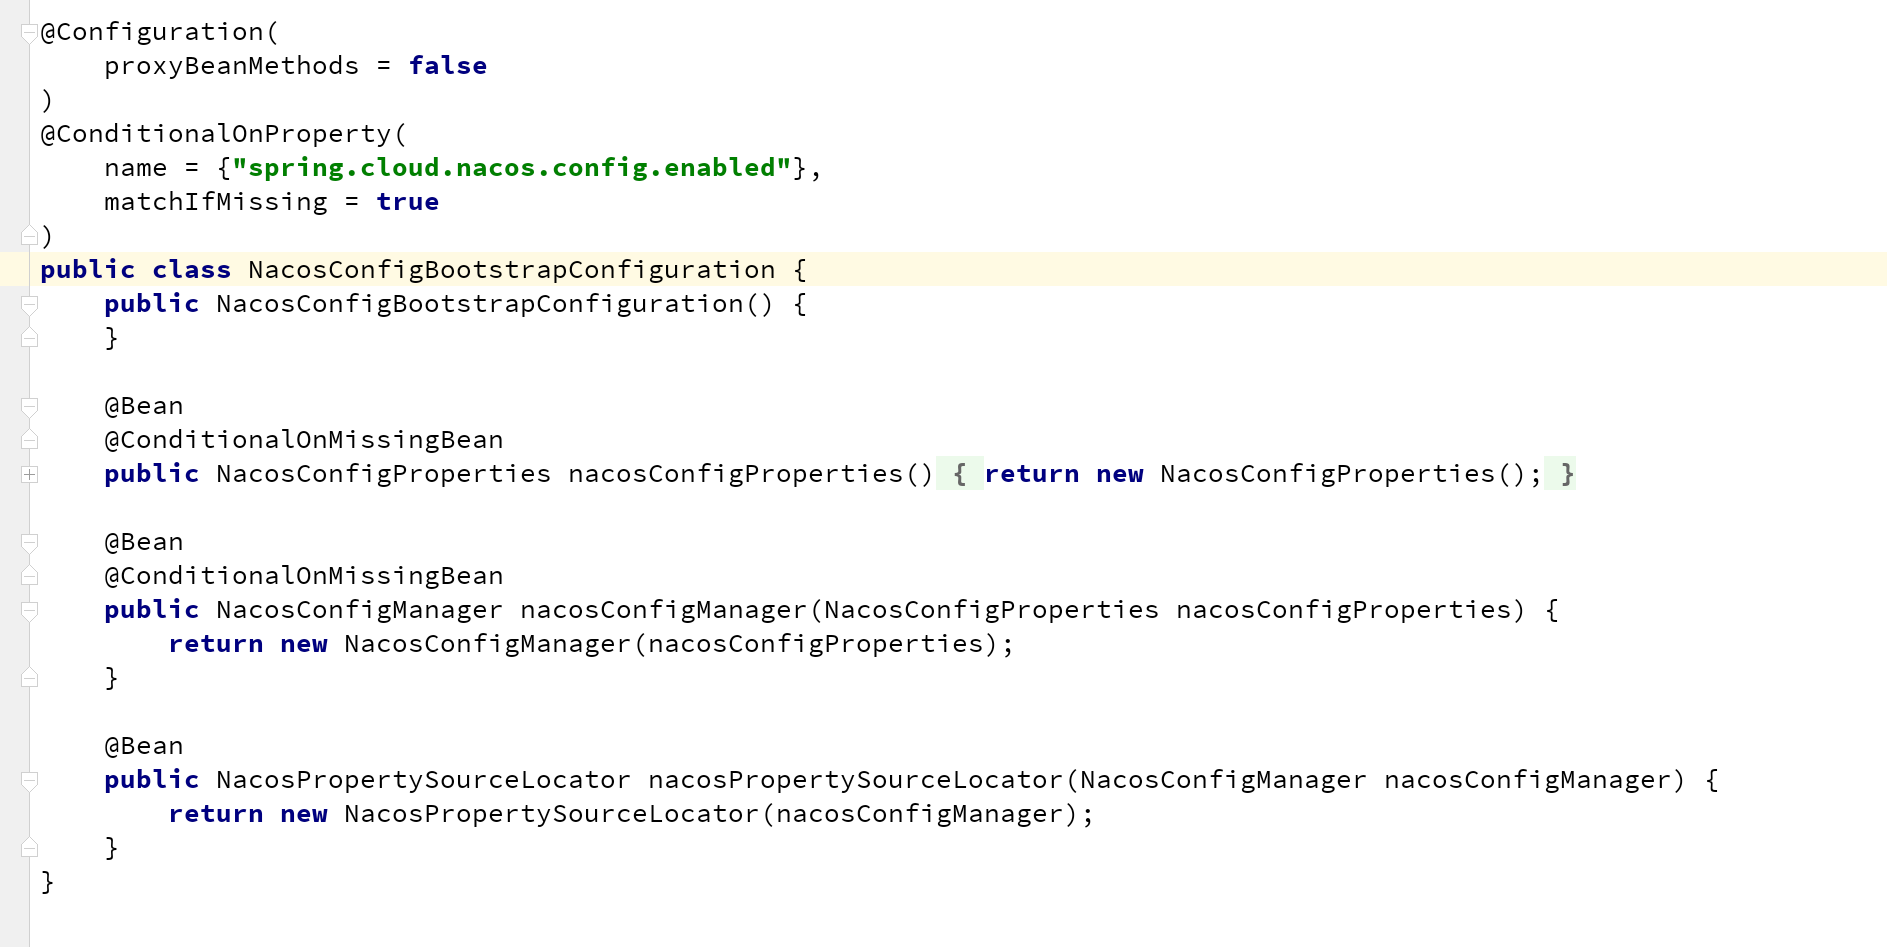 @Configuration(
    proxyBeanMethods = false
)
@ConditionalOnProperty(
    name = {"spring.cloud.nacos.config.enabled"},
    matchIfMissing = true
)
public class NacosConfigBootstrapConfiguration {
    public NacosConfigBootstrapConfiguration() {
    }
    @Bean
    @ConditionalOnMissingBean
    public NacosConfigProperties nacosConfigProperties() { return new NacosConfigProperties(); }
    @Bean
    @ConditionalOnMissingBean
    public NacosConfigManager nacosConfigManager(NacosConfigProperties nacosConfigProperties) {
        return new NacosConfigManager(nacosConfigProperties);
    }
    @Bean
    public NacosPropertySourceLocator nacosPropertySourceLocator(NacosConfigManager nacosConfigManager) {
        return new NacosPropertySourceLocator(nacosConfigManager);
    }
}